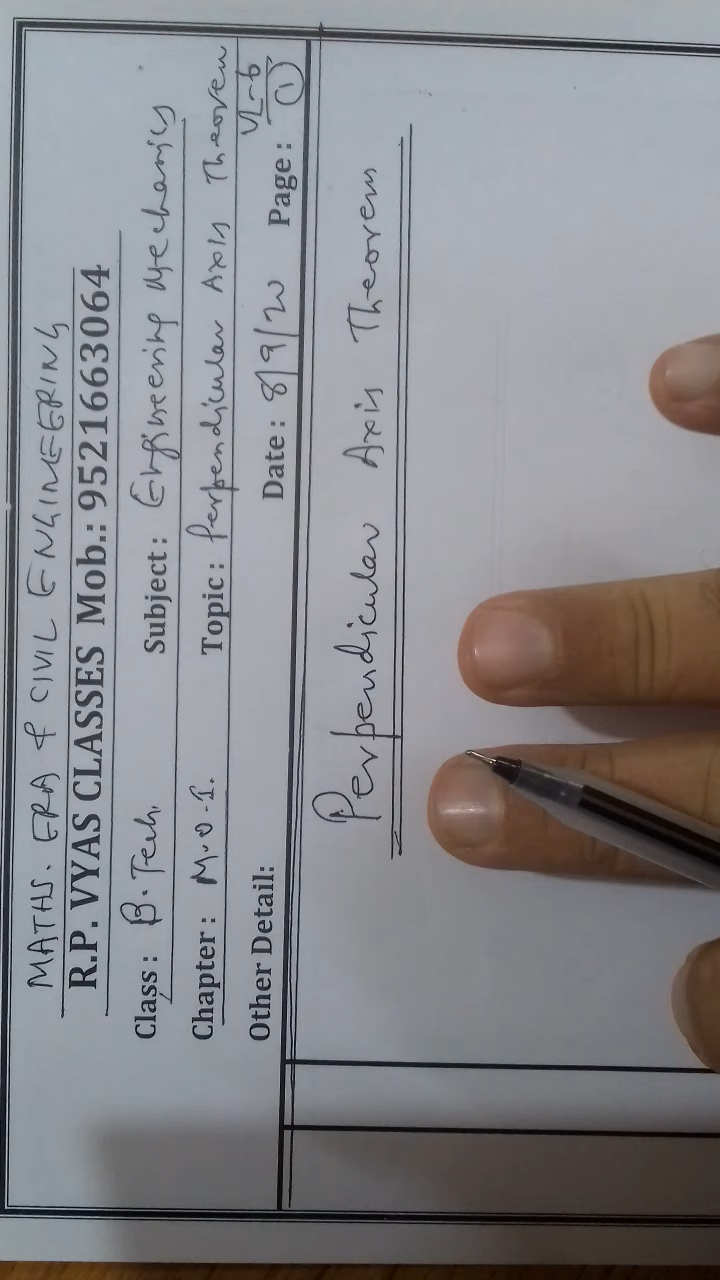 MATHS. ERA & CIVIL ENGINEERING
R.P. VYAS CLASSES Mob.: 9521663064
Class : B.Tech. Subject : Engineering Mechanics
Chapter : M.O.I. Topic : Perpendicular Axis Theorem
Other Detail: Date : 8/9/20 Page : VL-6 1
Perpendicular Axis Theorem